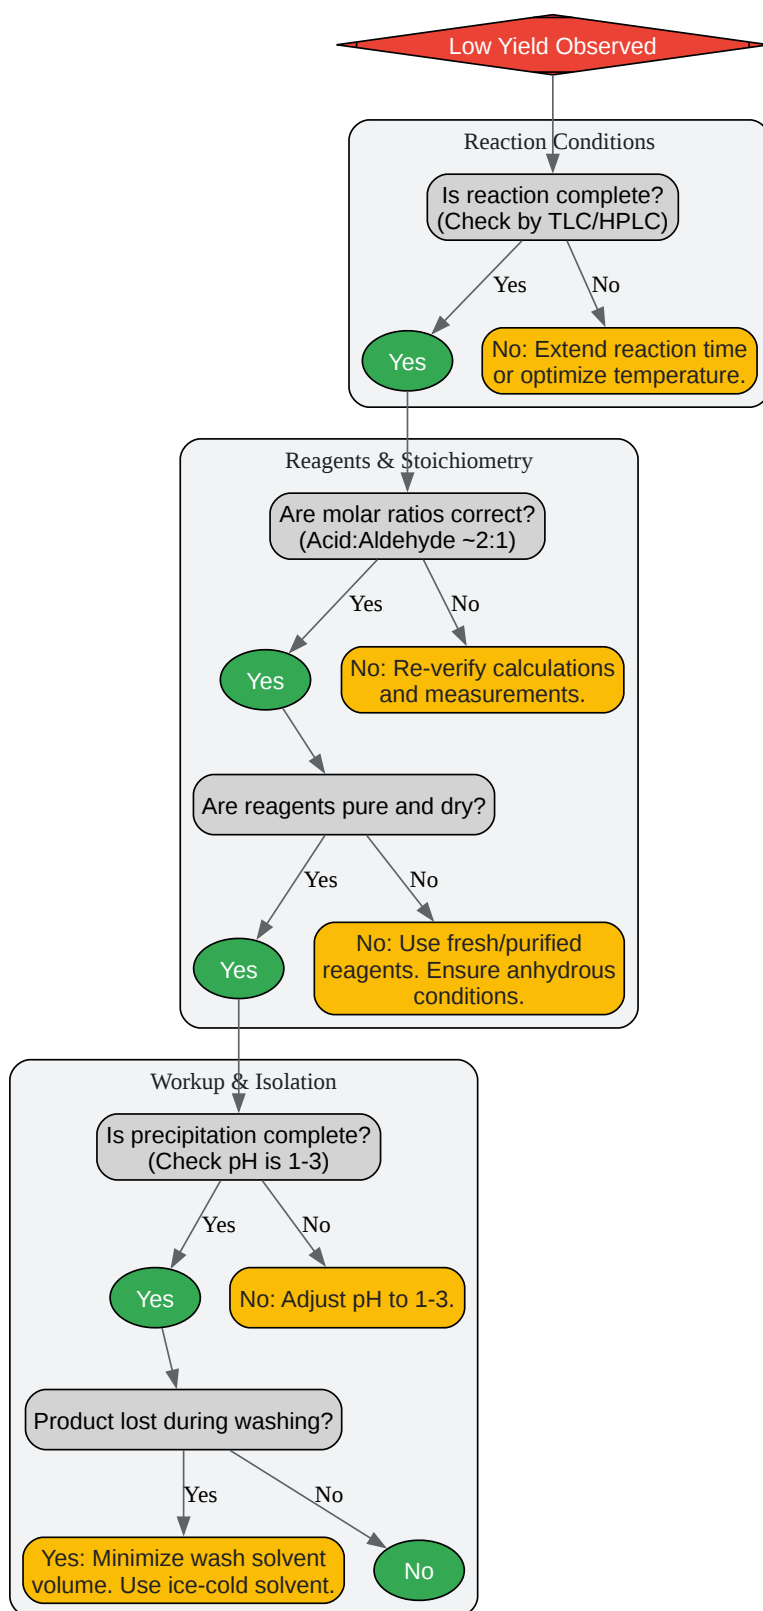 Low Yield Observed
Reaction Conditions
Is reaction complete?
(Check by TLC/HPLC)
Yes
No
Yes
No: Extend reaction time
or optimize temperature.
Reagents & Stoichiometry
Are molar ratios correct?
(Acid:Aldehyde ~2:1)
Yes
No
Yes
No: Re-verify calculations
and measurements.
Are reagents pure and dry?
Yes
No
Yes
No: Use fresh/purified
reagents. Ensure anhydrous
conditions.
Workup & Isolation
Is precipitation complete?
(Check pH is 1-3)
Yes
No
Yes
No: Adjust pH to 1-3.
Product lost during washing?
Yes
No
Yes: Minimize wash solvent
volume. Use ice-cold solvent.
No